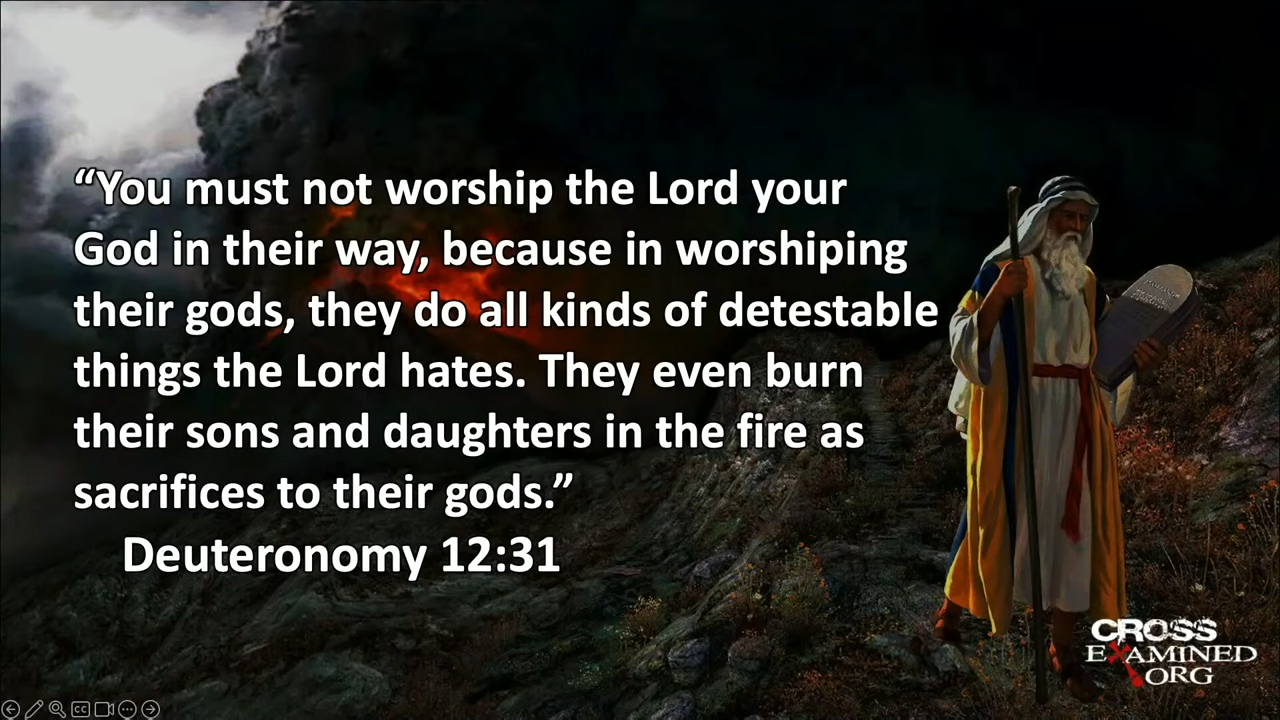 “You must not worship the Lord your
God in their way, because in worshiping
their gods, they do all kinds of detestable
things the Lord hates. They even burn
their sons and daughters in the fire as
sacrifices to their gods.”
Deuteronomy 12:31
CROSS
EXAMINED
ORG
CC